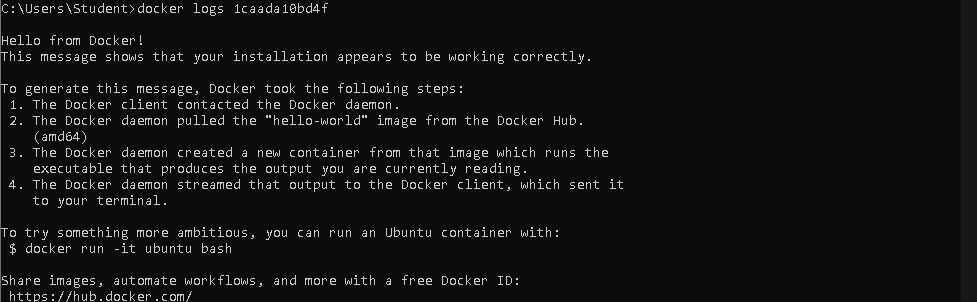 C:\Users\Student>docker logs 1caada10bd4f
Hello from Docker!
This message shows that your installation appears to be working correctly.
To generate this message, Docker took the following steps:
1. The Docker client contacted the Docker daemon.
2. The Docker daemon pulled the "hello-world" image from the Docker Hub.
(amd64)
3. The Docker daemon created a new container from that image which runs the
executable that produces the output you are currently reading.
4. The Docker daemon streamed that output to the Docker client, which sent it
to your terminal.
To try something more ambitious, you can run an Ubuntu container with:
$ docker run -it ubuntu bash
Share images, automate workflows, and more with a free Docker ID:
https://hub.docker.com/